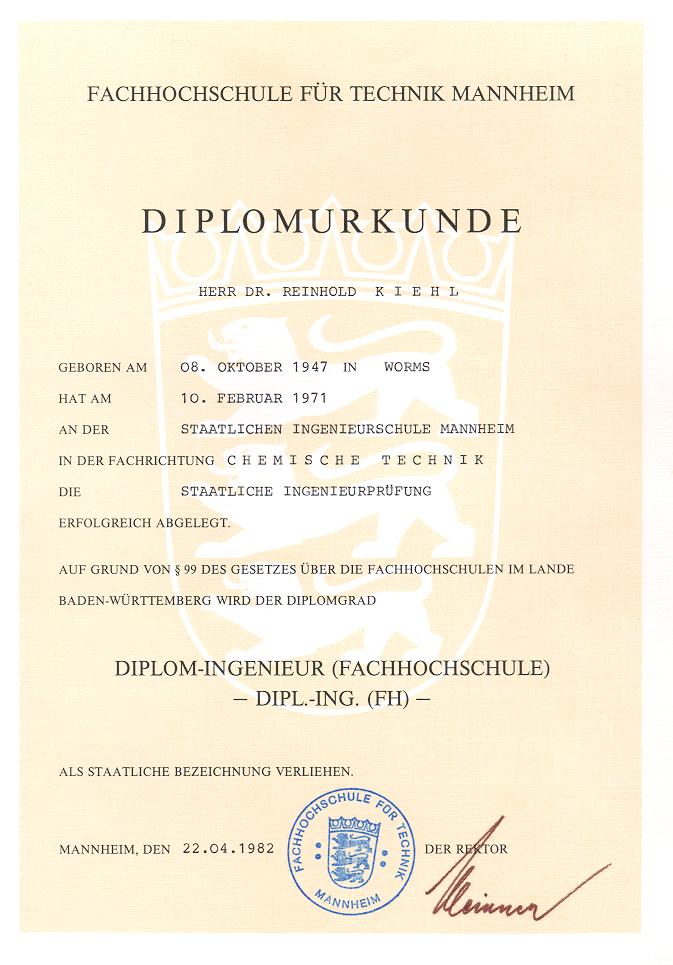 FACHHOCHSCHULE FÜR TECHNIK MANNHEIM
DIPLOMURKUNDE
HERR DR. REINHOLD K I E H L
GEBOREN AM 08. OKTOBER 1947 IN WORMS
HAT AM 10. FEBRUAR 1971
AN DER STAATLICHEN INGENIEURSCHULE MANNHEIM
IN DER FACHRICHTUNG C H E M I S C H E T E C H N I K
DIE STAATLICHE INGENIEURPRÜFUNG
ERFOLGREICH ABGELEGT.
AUF GRUND VON § 99 DES GESETZES ÜBER DIE FACHHOCHSCHULEN IM LANDE
BADEN-WÜRTTEMBERG WIRD DER DIPLOMGRAD
DIPLOM-INGENIEUR (FACHHOCHSCHULE)
— DIPL.-ING. (FH) —
ALS STAATLICHE BEZEICHNUNG VERLIEHEN.
FACHHOCHSCHULE FÜR TECHNIK
MANNHEIM
MANNHEIM, DEN 22.04.1982 DER REKTOR